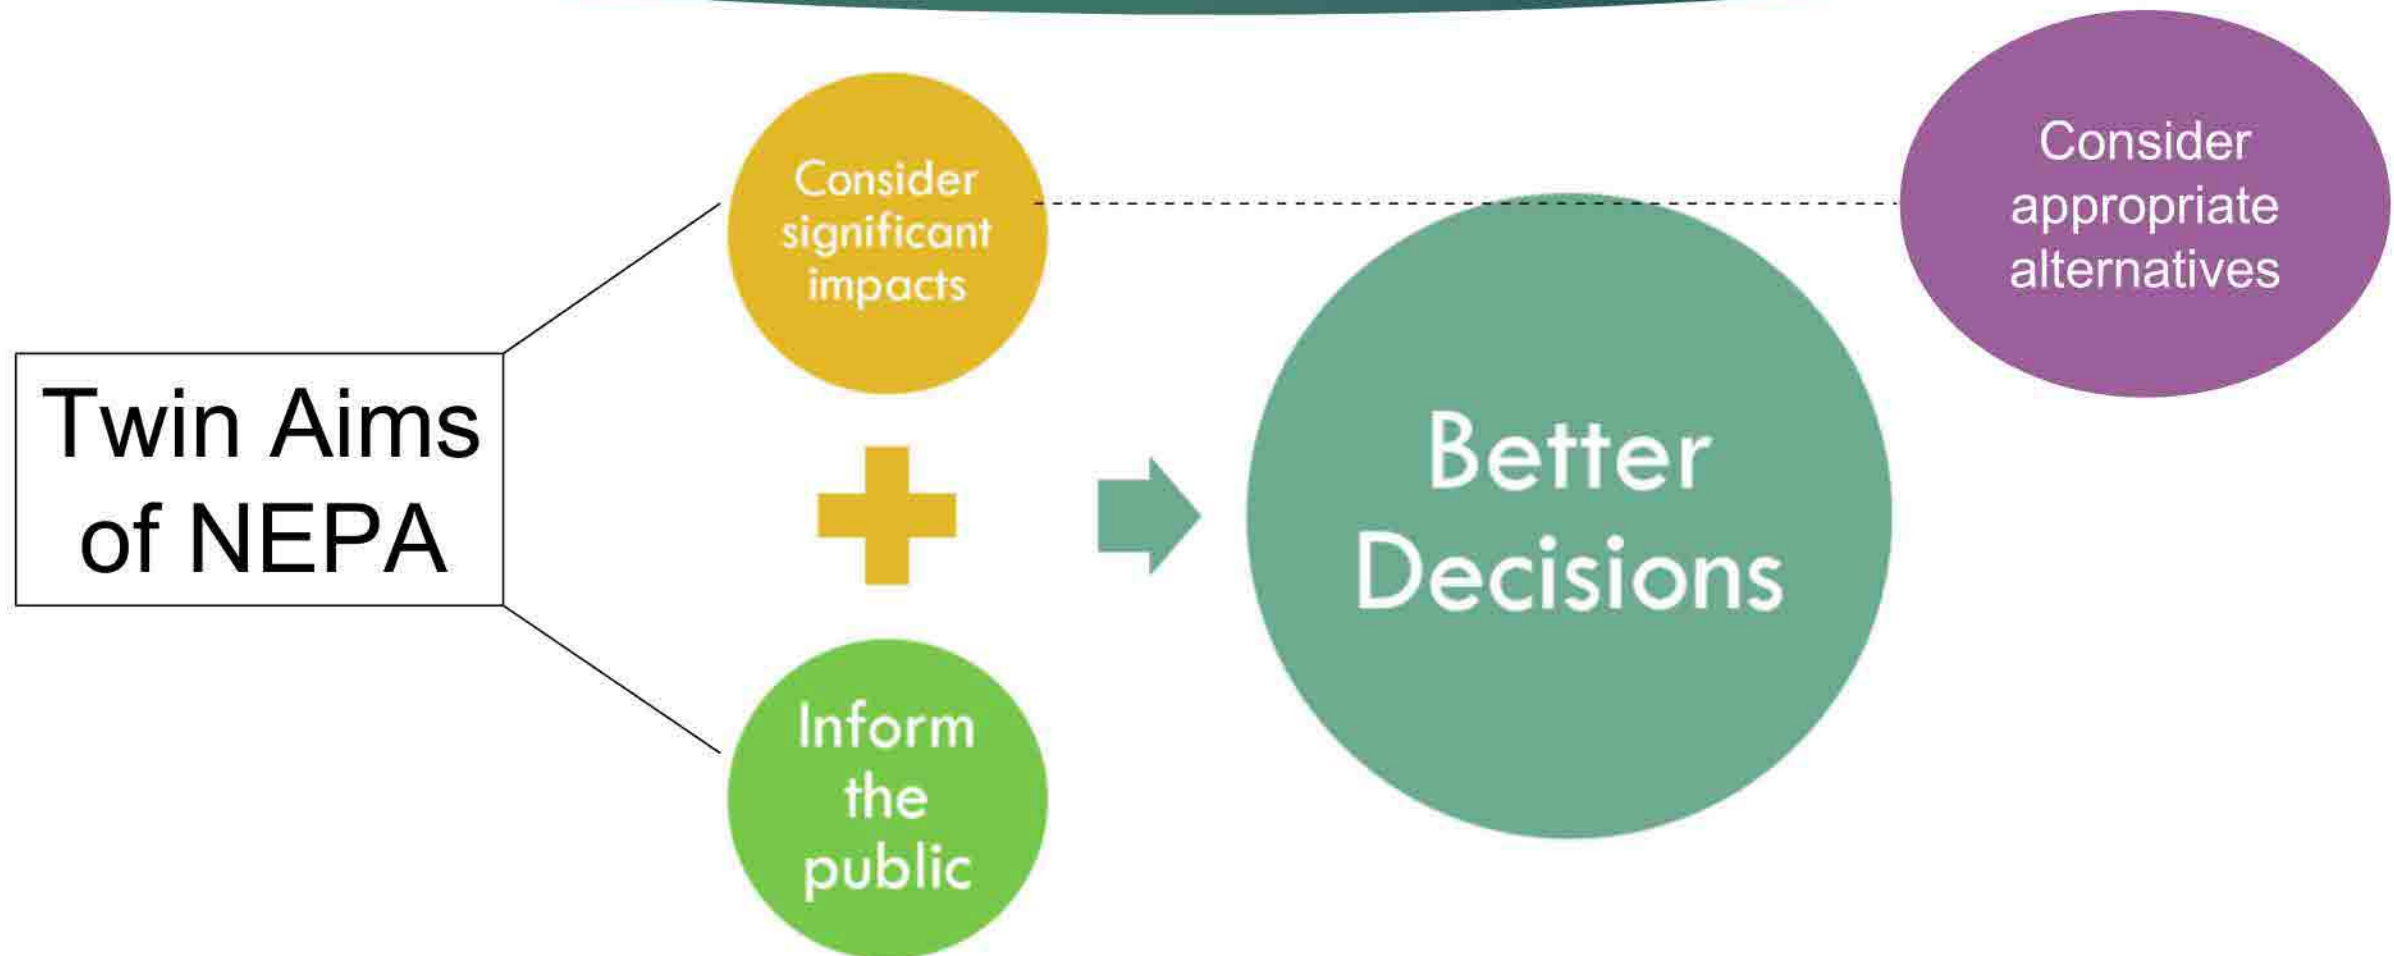 Twin Aims
of NEPA
Consider
significant
impacts
Inform
the
public
Better
Decisions
Consider
appropriate
alternatives